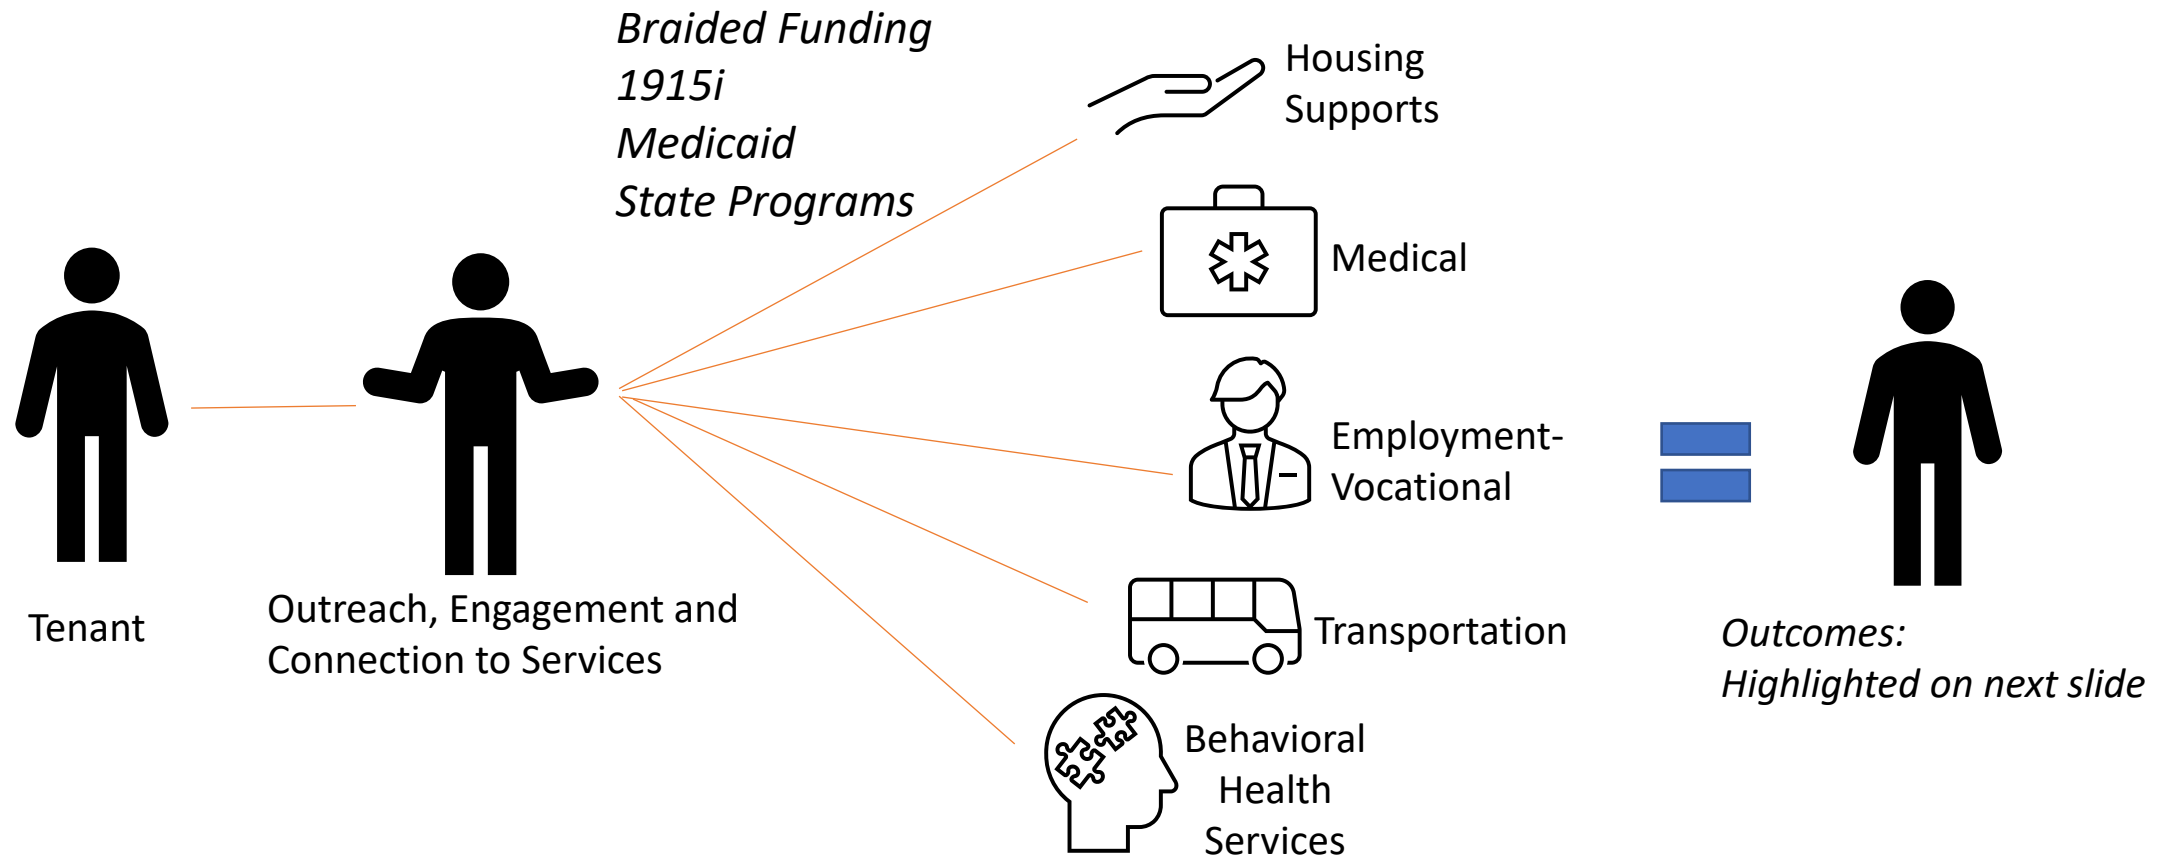 Braided Funding
1915i
Medicaid
State Programs
Housing
Supports
Medical
Employment-
Vocational
Transportation
Behavioral
Health
Services
Tenant
Outreach, Engagement and
Connection to Services
Outcomes:
Highlighted on next slide